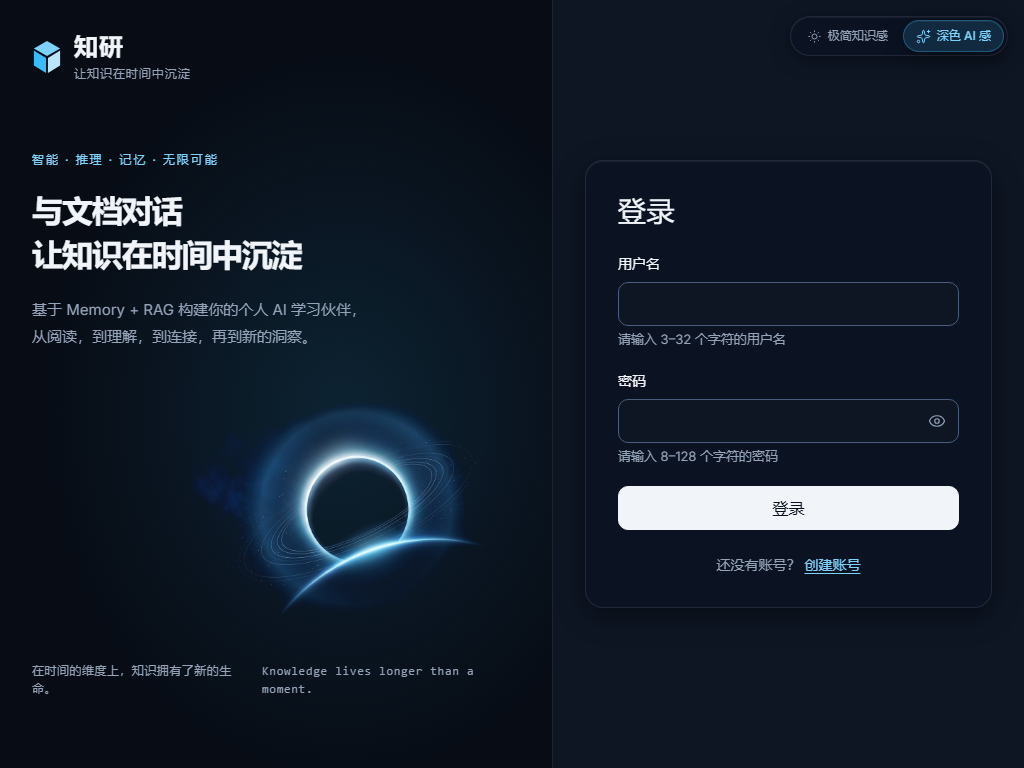 知研
让知识在时间中沉淀
极简知识感
深色 AI 感
智能 · 推理 · 记忆 · 无限可能
与文档对话
让知识在时间中沉淀
基于 Memory + RAG 构建你的个人 AI 学习伙伴，
从阅读，到理解，到连接，再到新的洞察。
在时间的维度上，知识拥有了新的生
命。
Knowledge lives longer than a
moment.
登录
用户名
请输入 3–32 个字符的用户名
密码
请输入 8–128 个字符的密码
登录
还没有账号？ 创建账号